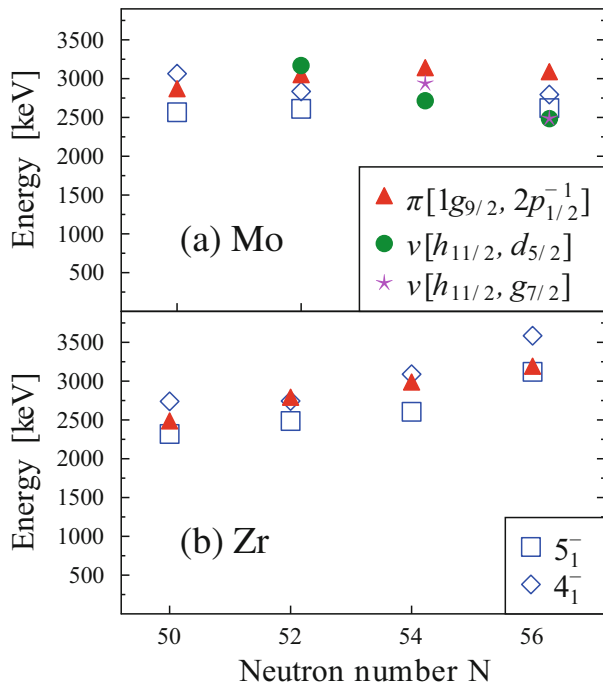 3500
3000
2500
2000
1500
1000
500
Energy [keV]
(a) Mo
π[1g9/2, 2p1/2⁻¹]
ν[h11/2, d5/2]
ν[h11/2, g7/2]
3500
3000
2500
2000
1500
1000
500
Energy [keV]
(b) Zr
5₁⁻
4₁⁻
50 52 54 56
Neutron number N